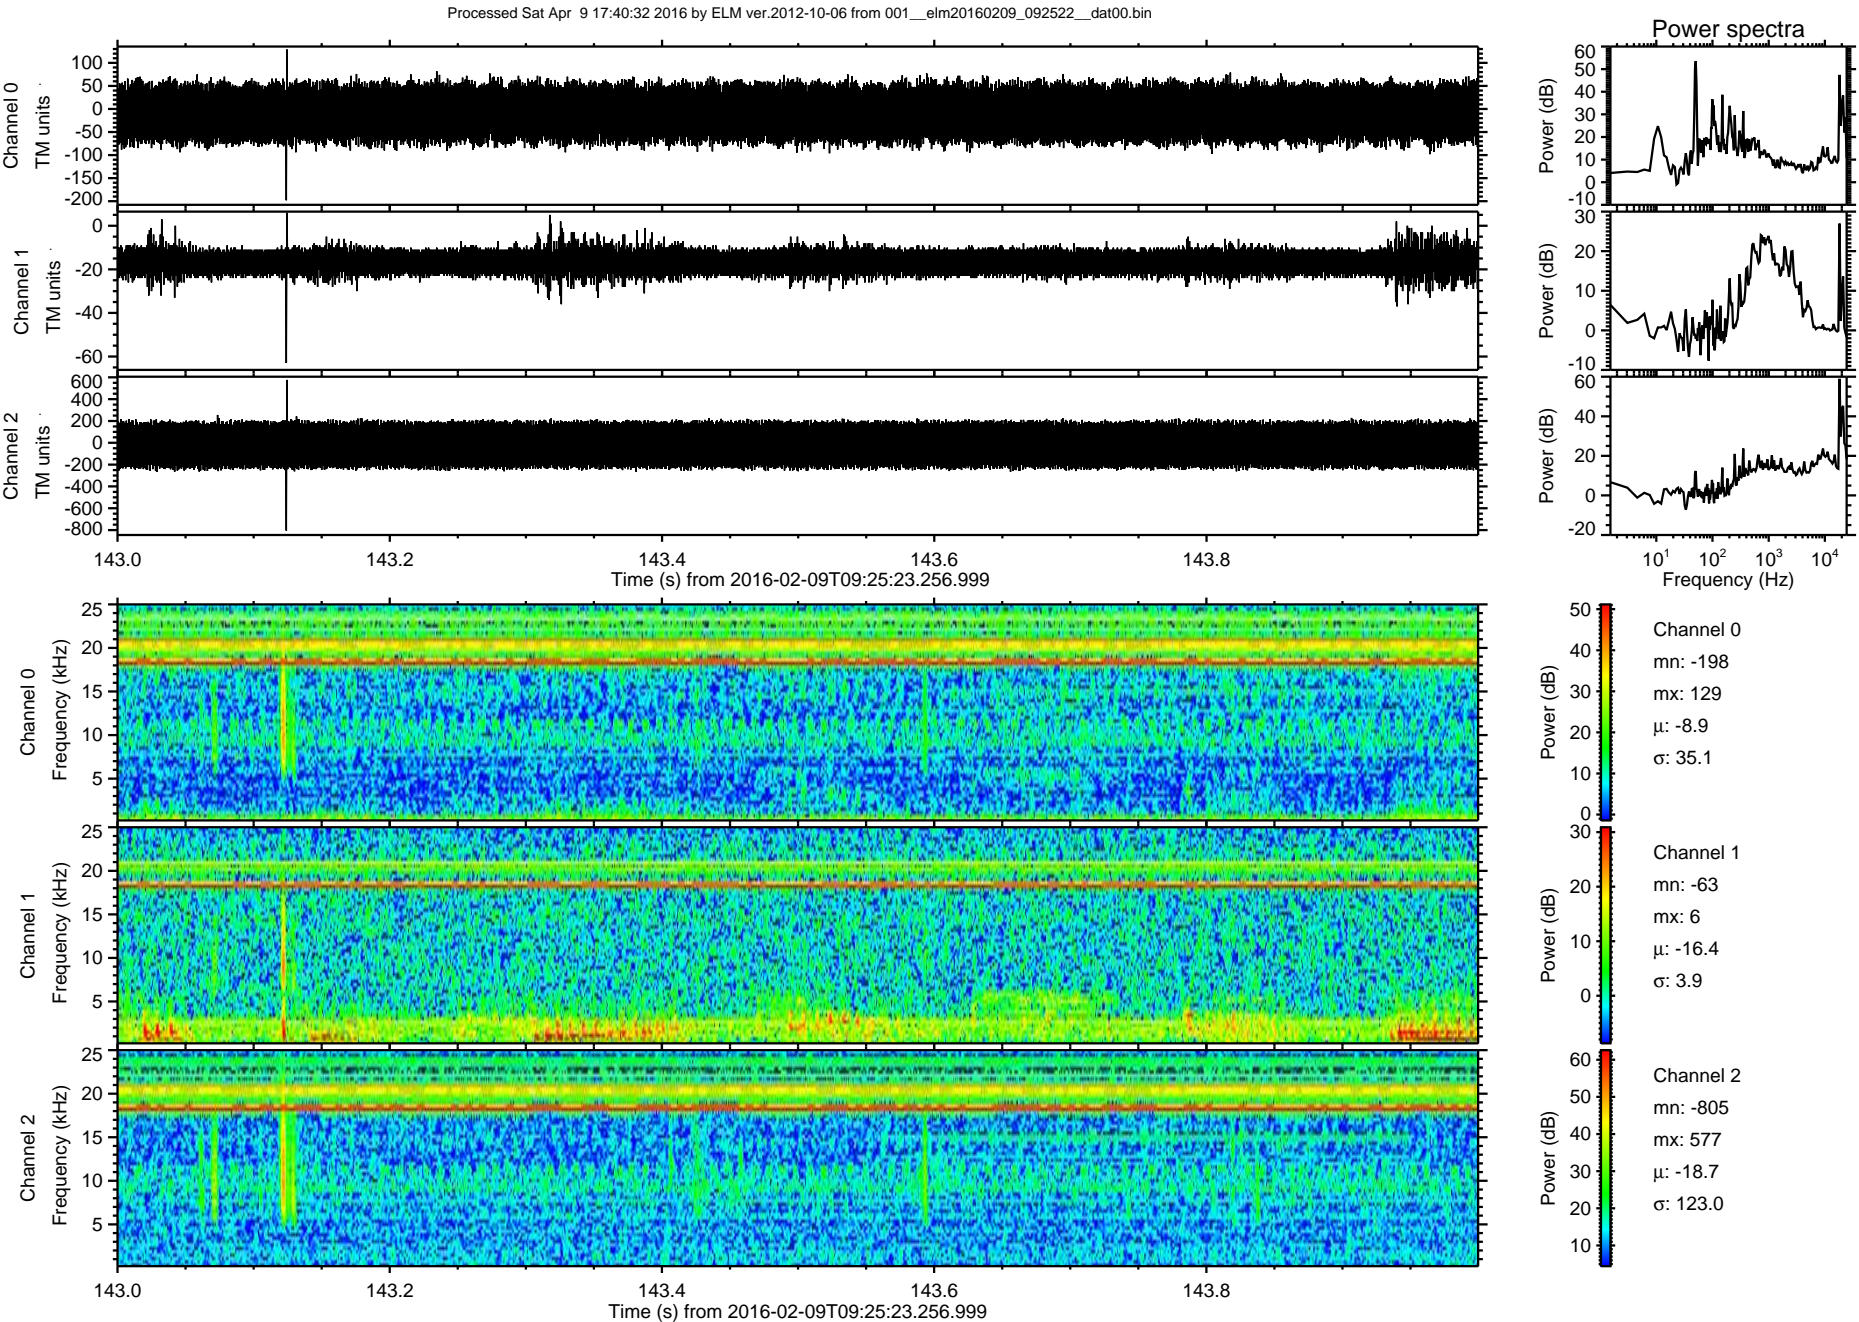 Processed Sat Apr  9 17:40:32 2016 by ELM ver.2012-10-06 from 001__elm20160209_092522__dat00.bin
Power spectra
Channel 0
TM units
100
50
0
-50
-100
-150
-200
Power (dB)
60
50
40
30
20
10
0
-10
Channel 1
TM units
0
-20
-40
-60
Power (dB)
30
20
10
0
-10
Channel 2
TM units
600
400
200
0
-200
-400
-600
-800
Power (dB)
60
40
20
0
-20
143.0 143.2 143.4 143.6 143.8
Time (s) from 2016-02-09T09:25:23.256.999
10^1 10^2 10^3 10^4
Frequency (Hz)
Channel 0
Frequency (kHz)
25
20
15
10
5
Power (dB)
50
40
30
20
10
0
Channel 0
mn: -198
mx: 129
μ: -8.9
σ: 35.1
Channel 1
Frequency (kHz)
25
20
15
10
5
Power (dB)
30
20
10
0
Channel 1
mn: -63
mx: 6
μ: -16.4
σ: 3.9
Channel 2
Frequency (kHz)
25
20
15
10
5
Power (dB)
60
50
40
30
20
10
Channel 2
mn: -805
mx: 577
μ: -18.7
σ: 123.0
143.0 143.2 143.4 143.6 143.8
Time (s) from 2016-02-09T09:25:23.256.999